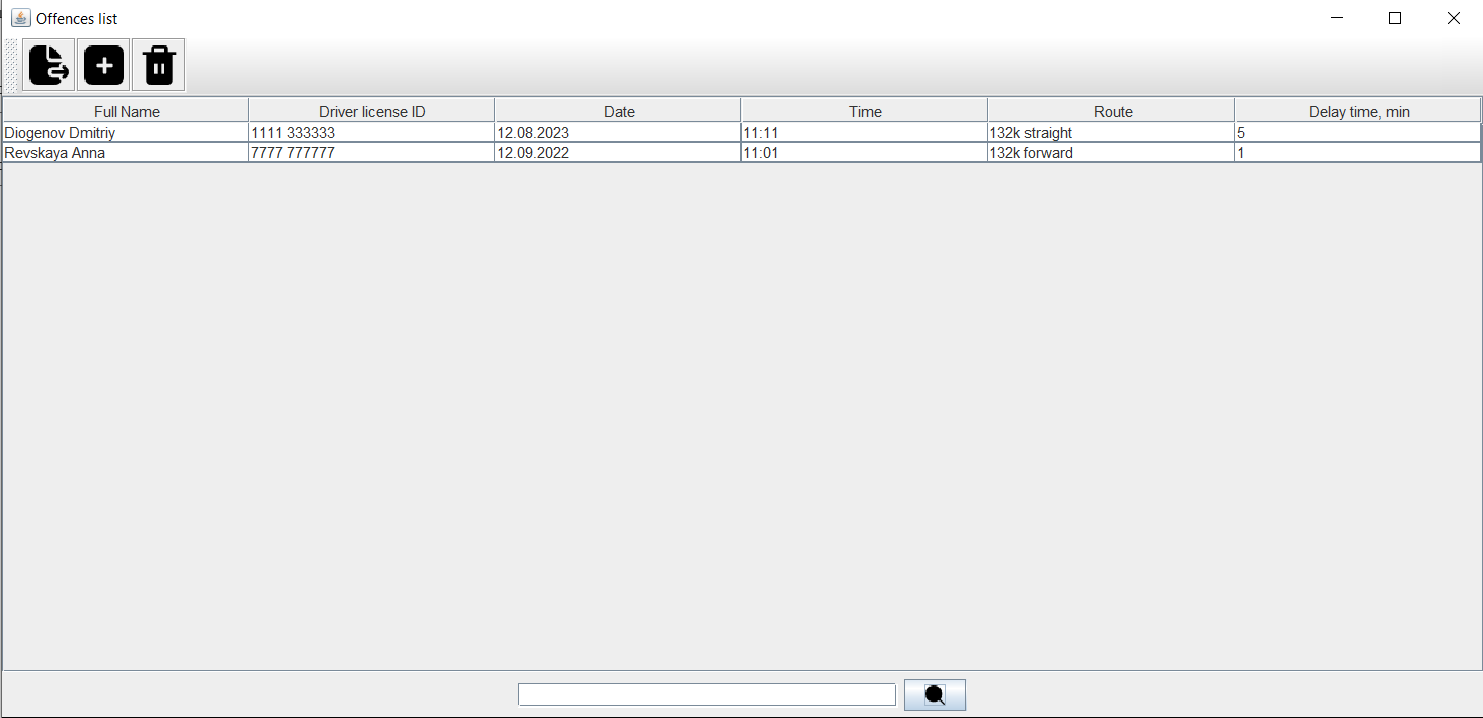 Offences list
Full Name Driver license ID Date Time Route Delay time, min
Diogenov Dmitriy 1111 333333 12.08.2023 11:11 132k straight 5
Revskaya Anna 7777 777777 12.09.2022 11:01 132k forward 1